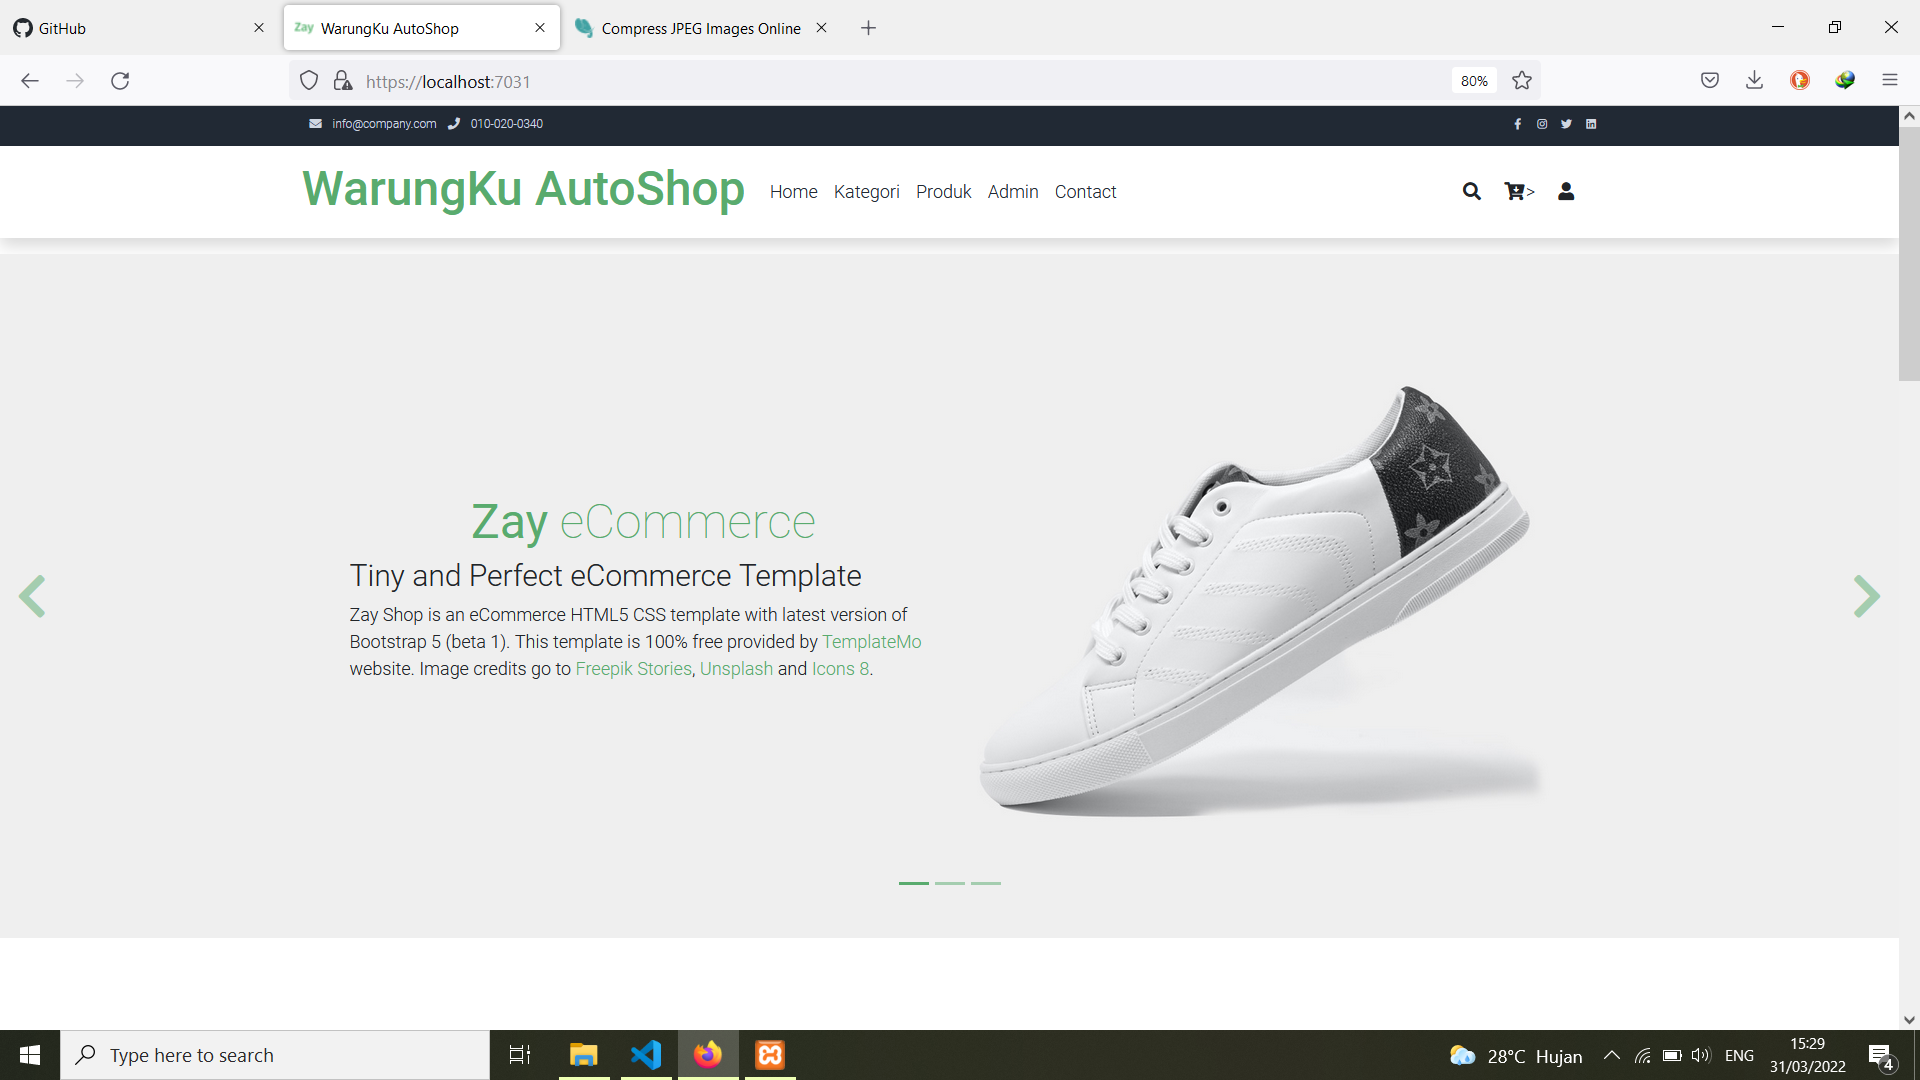 GitHub
Zay WarungKu AutoShop
Compress JPEG Images Online
https://localhost:7031
80%
info@company.com 010-020-0340
WarungKu AutoShop Home Kategori Produk Admin Contact >
Zay eCommerce
Tiny and Perfect eCommerce Template
Zay Shop is an eCommerce HTML5 CSS template with latest version of
Bootstrap 5 (beta 1). This template is 100% free provided by TemplateMo
website. Image credits go to Freepik Stories, Unsplash and Icons 8.
Type here to search
28°C Hujan
ENG
15:29
31/03/2022
4